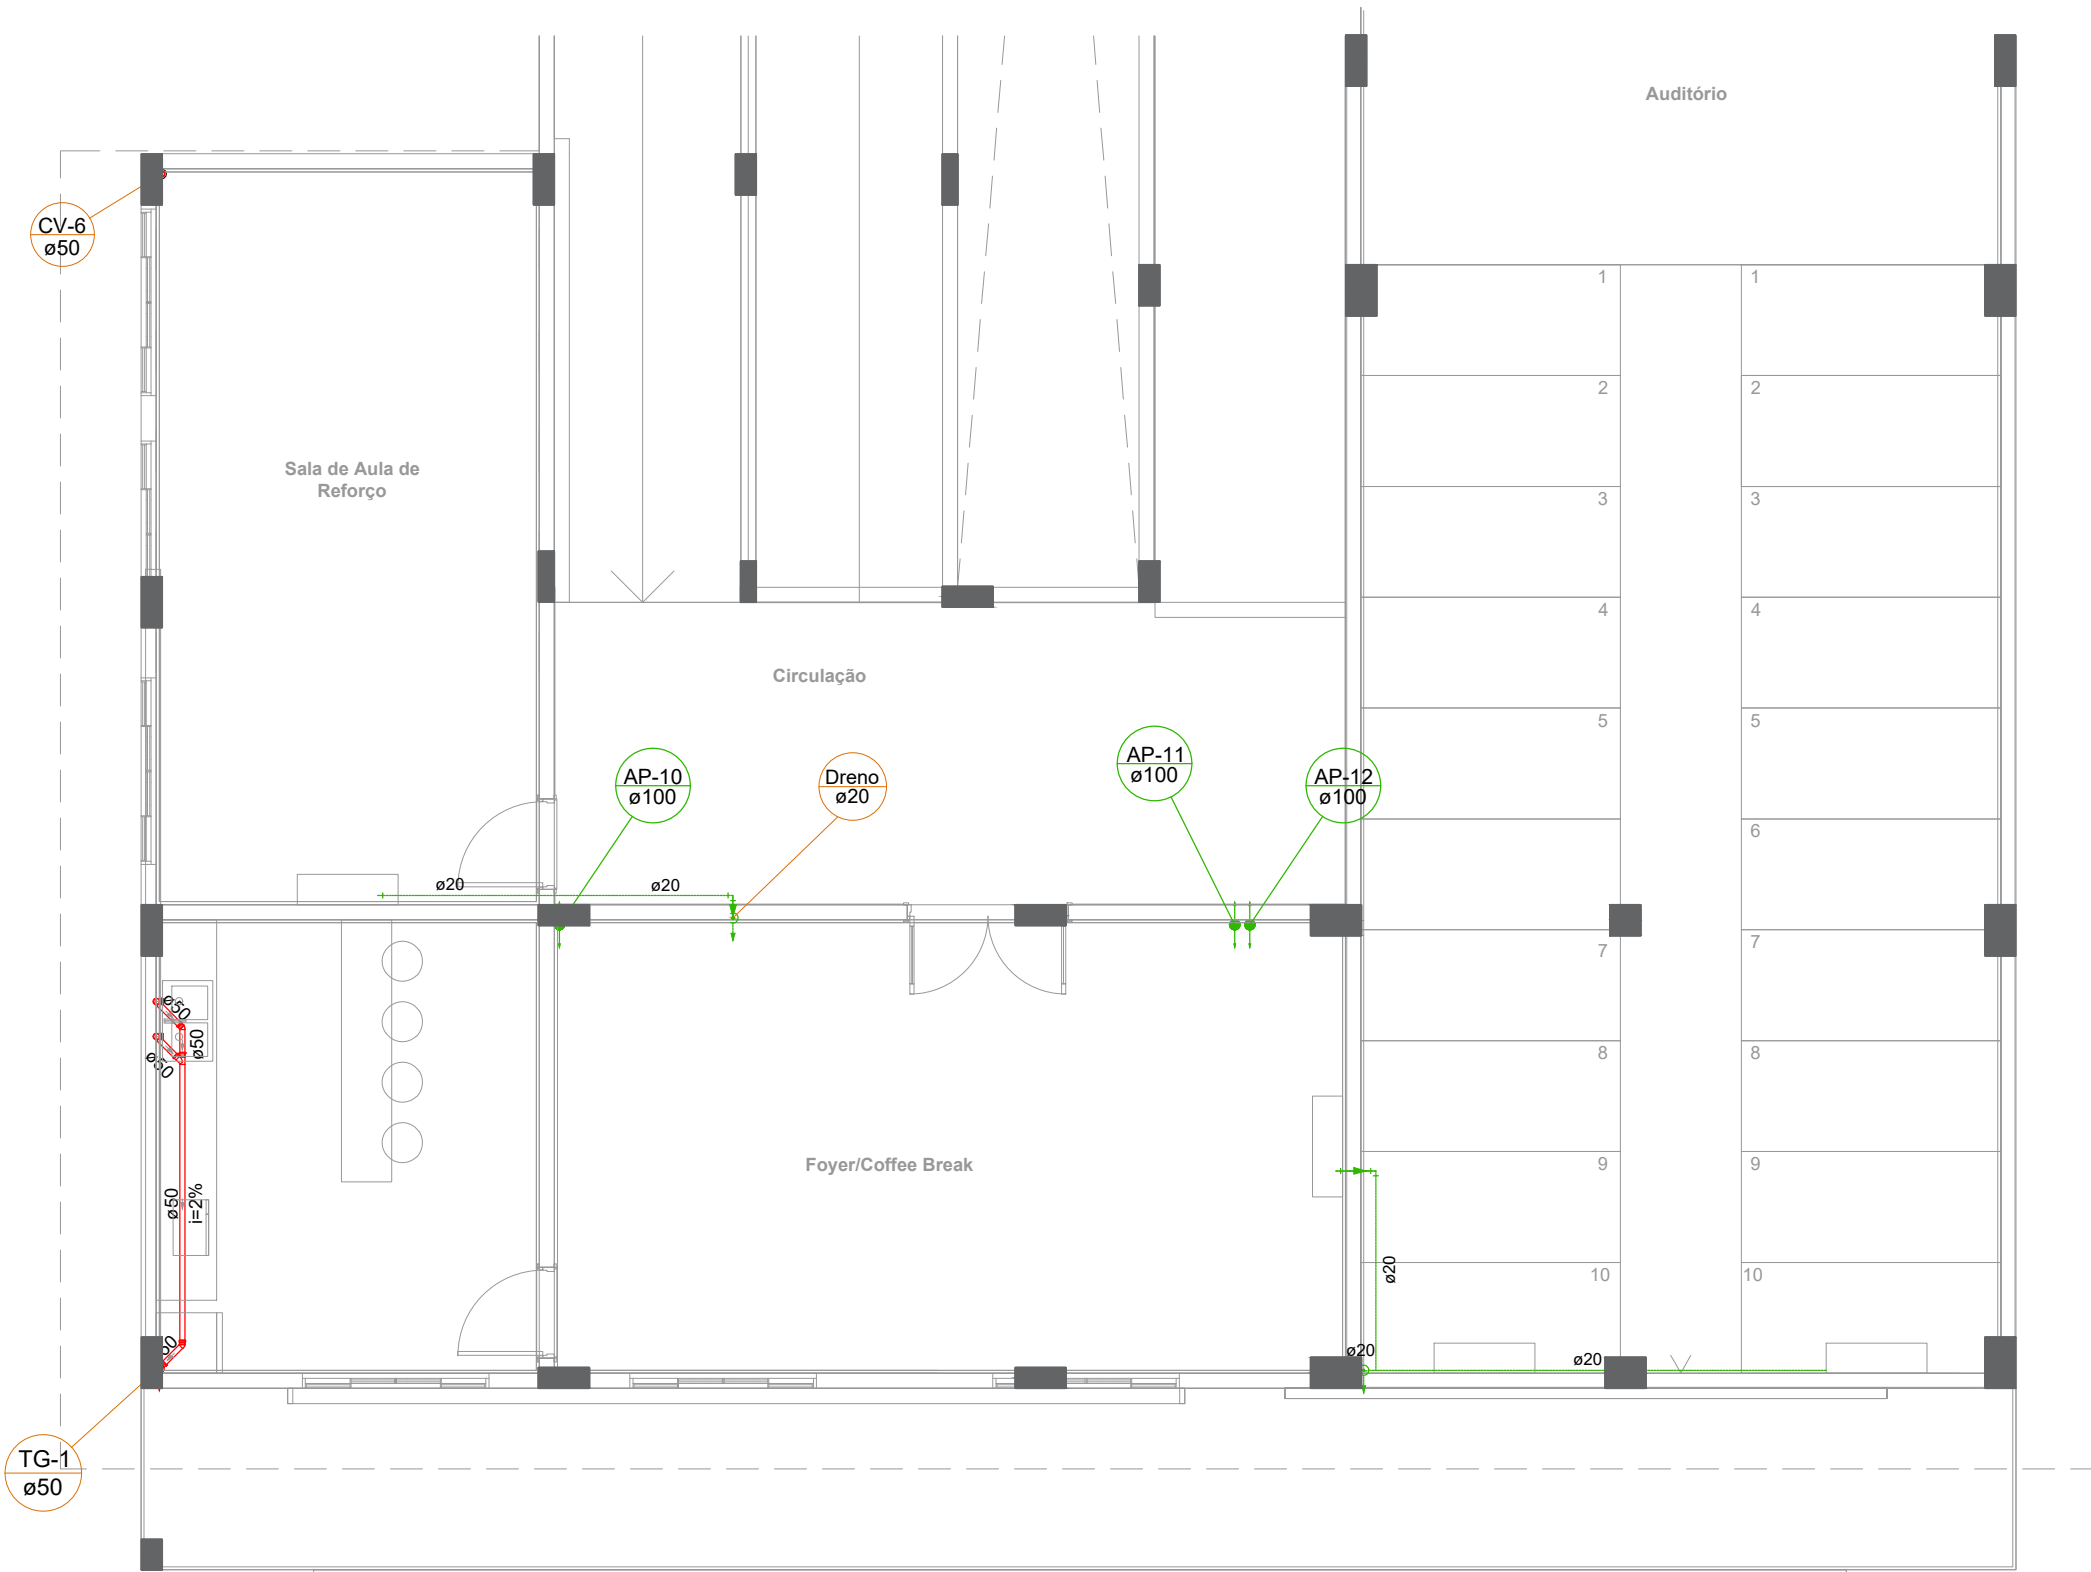 Auditório
CV-6
ø50
1
1
2
2
Sala de Aula de
Reforço
3
3
4
4
Circulação
5
5
AP-10
ø100
Dreno
ø20
AP-11
ø100
AP-12
ø100
6
ø20
ø20
7
7
ø50
ø50
ø50
8
8
Foyer/Coffee Break
9
9
ø50
i=2%
ø20
10
10
ø20
ø20
TG-1
ø50